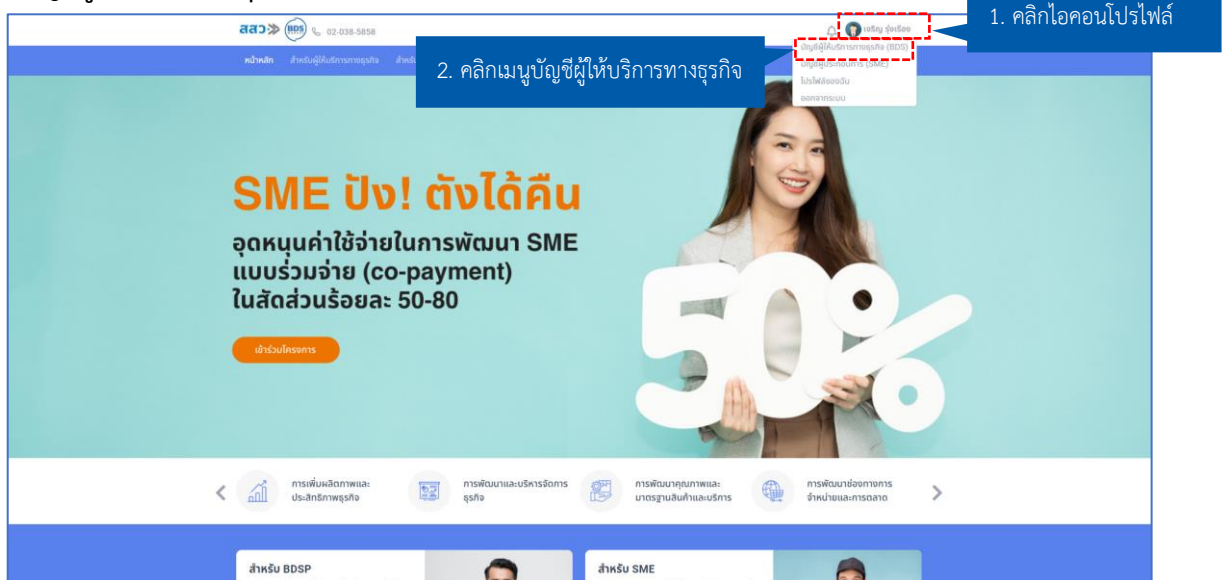 1. คลิกไอคอนโปรไฟล์
สสว
BDS
02-038-5858
เจริญ รุ่งเรือง
หน้าหลัก สำหรับผู้ให้บริการทางธุรกิจ
2. คลิกเมนูบัญชีผู้ให้บริการทางธุรกิจ
บัญชีผู้ให้บริการทางธุรกิจ (BDS)
บัญชีผู้ประกอบการ (SME)
โปรไฟล์ของฉัน
ออกจากระบบ
SME ปัง! ตังได้คืน
อุดหนุนค่าใช้จ่ายในการพัฒนา SME
แบบร่วมจ่าย (co-payment)
ในสัดส่วนร้อยละ 50-80
50%
เข้าร่วมโครงการ
การเพิ่มผลิตภาพและ
ประสิทธิภาพธุรกิจ
การพัฒนาและบริหารจัดการ
ธุรกิจ
การพัฒนาคุณภาพและ
มาตรฐานสินค้าและบริการ
การพัฒนาช่องทางการ
จำหน่ายและการตลาด
สำหรับ BDSP
สำหรับ SME